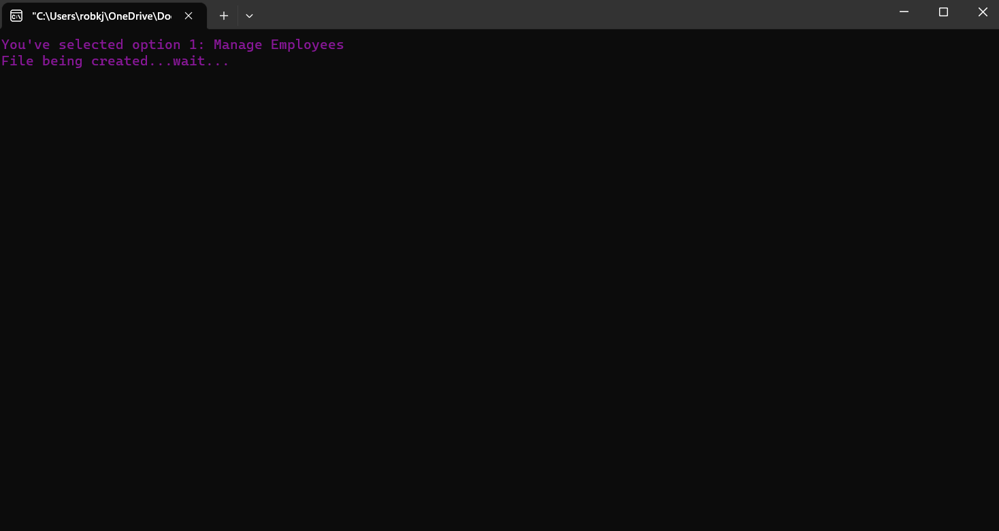 "C:\Users\robkj\OneDrive\Do
You've selected option 1: Manage Employees
File being created...wait...